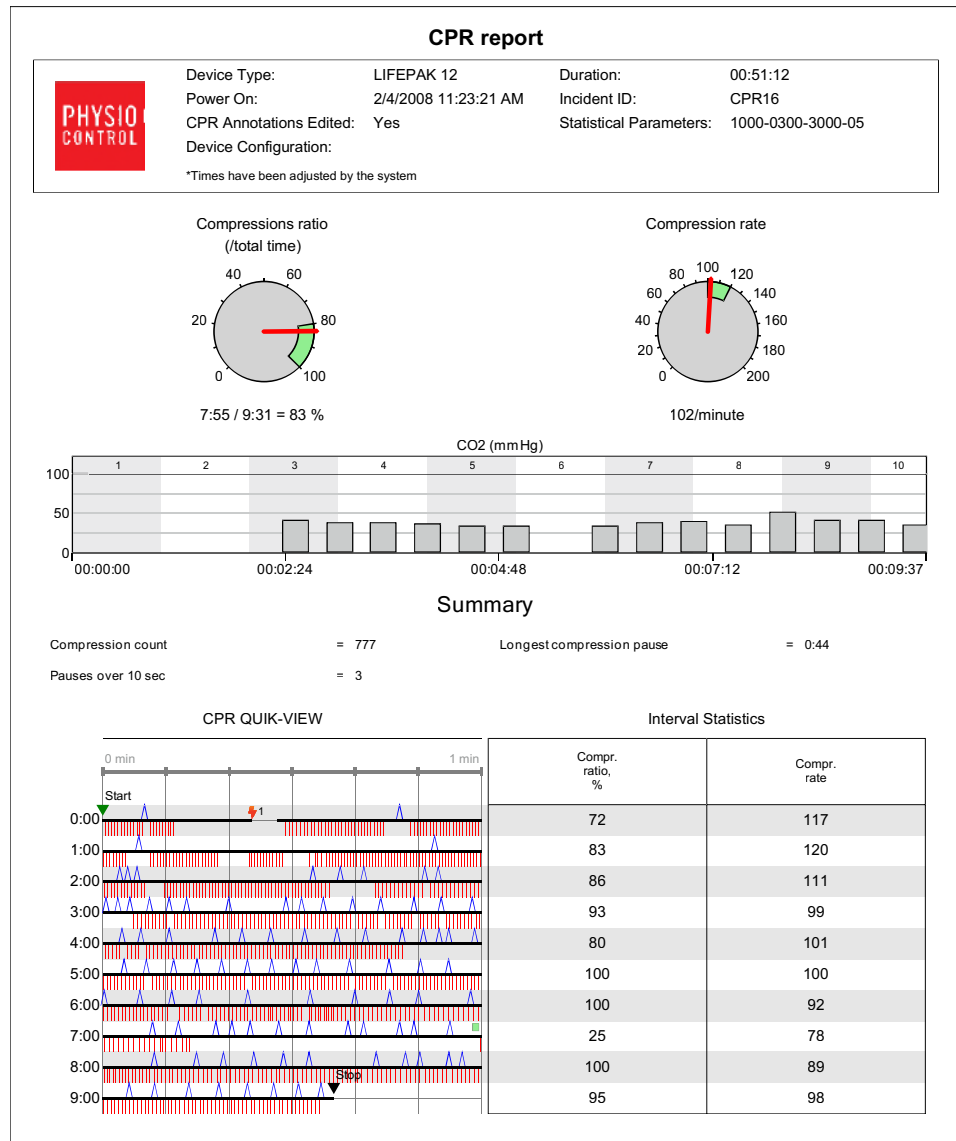 CPR report
PHYSIO
CONTROL
Device Type: LIFEPAK 12 Duration: 00:51:12
Power On: 2/4/2008 11:23:21 AM Incident ID: CPR16
CPR Annotations Edited: Yes Statistical Parameters: 1000-0300-3000-05
Device Configuration:
*Times have been adjusted by the system
Compressions ratio
(/total time)
0 20 40 60 80 100
7:55 / 9:31 = 83 %
Compression rate
0 20 40 60 80 100 120 140 160 180 200
102/minute
CO2 (mmHg)
1 2 3 4 5 6 7 8 9 10
100
50
0
00:00:00 00:02:24 00:04:48 00:07:12 00:09:37
Summary
Compression count = 777 Longest compression pause = 0:44
Pauses over 10 sec = 3
CPR QUIK-VIEW Interval Statistics
0 min 1 min Compr. ratio, % Compr. rate
Start
0:00 1 72 117
1:00 83 120
2:00 86 111
3:00 93 99
4:00 80 101
5:00 100 100
6:00 100 92
7:00 25 78
8:00 100 89
Stop
9:00 95 98